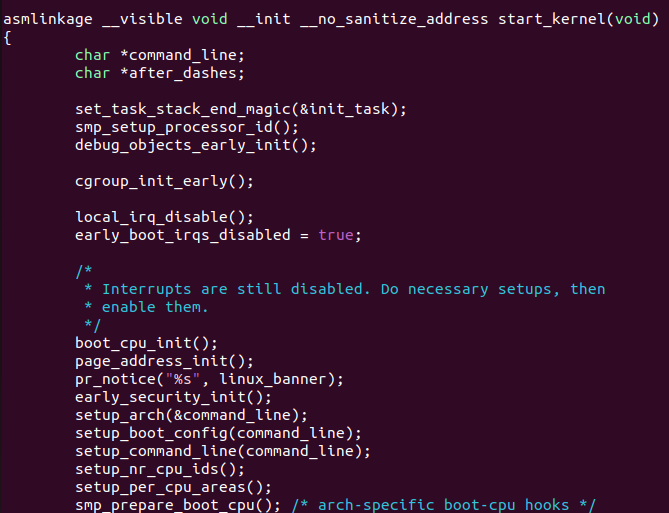 asmlinkage __visible void __init __no_sanitize_address start_kernel(void)
{
        char *command_line;
        char *after_dashes;

        set_task_stack_end_magic(&init_task);
        smp_setup_processor_id();
        debug_objects_early_init();

        cgroup_init_early();

        local_irq_disable();
        early_boot_irqs_disabled = true;

        /*
         * Interrupts are still disabled. Do necessary setups, then
         * enable them.
         */
        boot_cpu_init();
        page_address_init();
        pr_notice("%s", linux_banner);
        early_security_init();
        setup_arch(&command_line);
        setup_boot_config(command_line);
        setup_command_line(command_line);
        setup_nr_cpu_ids();
        setup_per_cpu_areas();
        smp_prepare_boot_cpu(); /* arch-specific boot-cpu hooks */